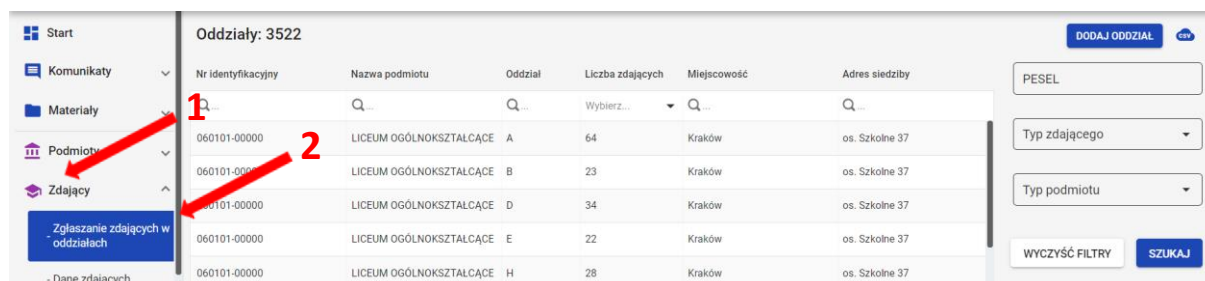 Start
Komunikaty
Materiały
Podmioty
Zdający
- Zgłaszanie zdających w
oddziałach
- Dane zdających
1
2
Oddziały: 3522
DODAJ ODDZIAŁ
CSV
Nr identyfikacyjny Nazwa podmiotu Oddział Liczba zdających Miejscowość Adres siedziby
... ... ... Wybierz... ... ...
060101-00000 LICEUM OGÓLNOKSZTAŁCĄCE A 64 Kraków os. Szkolne 37
060101-00000 LICEUM OGÓLNOKSZTAŁCĄCE B 23 Kraków os. Szkolne 37
060101-00000 LICEUM OGÓLNOKSZTAŁCĄCE D 34 Kraków os. Szkolne 37
060101-00000 LICEUM OGÓLNOKSZTAŁCĄCE E 22 Kraków os. Szkolne 37
060101-00000 LICEUM OGÓLNOKSZTAŁCĄCE H 28 Kraków os. Szkolne 37
PESEL
Typ zdającego
Typ podmiotu
WYCZYŚĆ FILTRY SZUKAJ